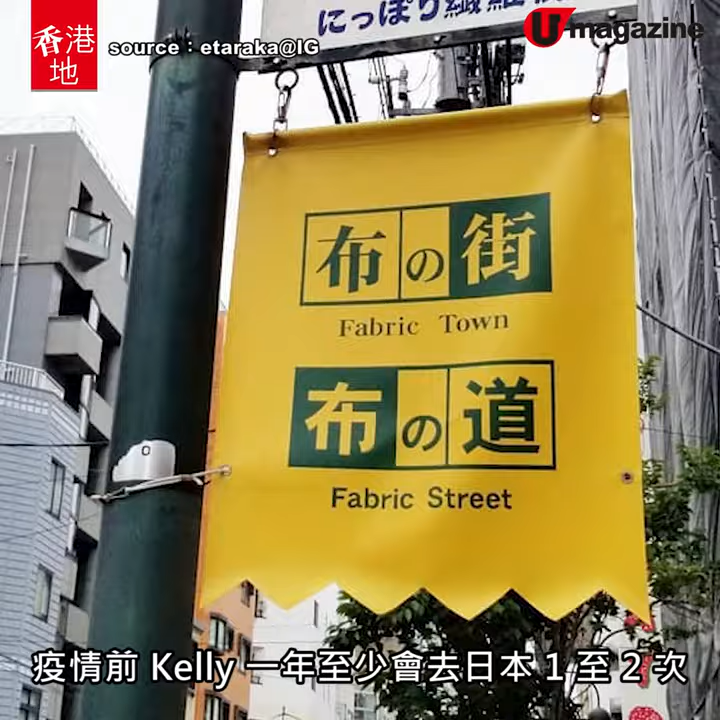 香港地
source：etaraka@IG
U magazine
にっぽり繊維街
布の街
Fabric Town
布の道
Fabric Street
疫情前 Kelly 一年至少會去日本 1 至 2 次